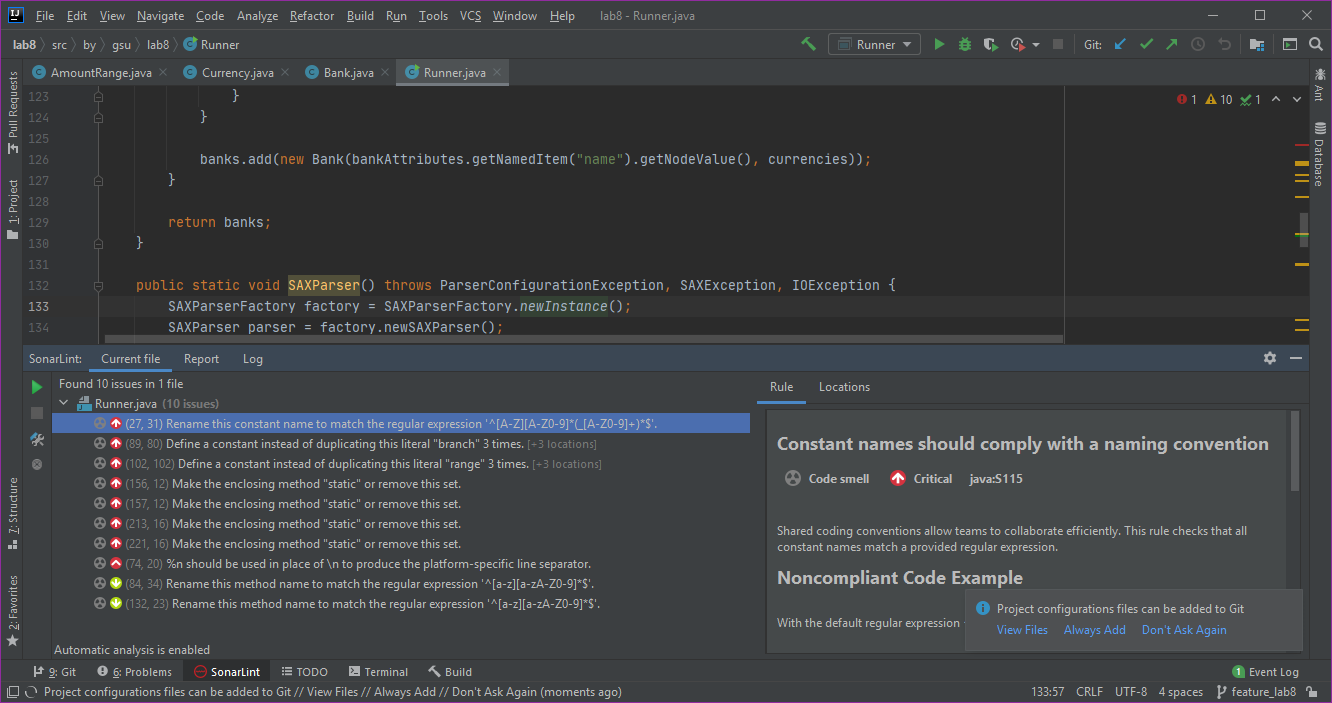 File Edit View Navigate Code Analyze Refactor Build Run Tools VCS Window Help lab8 - Runner.java
lab8 src by gsu lab8 Runner
Runner Git:
AmountRange.java Currency.java Bank.java Runner.java
1 10 1
123 }
124 }
125
126 banks.add(new Bank(bankAttributes.getNamedItem("name").getNodeValue(), currencies));
127 }
128
129 return banks;
130 }
131
132 public static void SAXParser() throws ParserConfigurationException, SAXException, IOException {
133 SAXParserFactory factory = SAXParserFactory.newInstance();
134 SAXParser parser = factory.newSAXParser();
Pull Requests
1: Project
7: Structure
2: Favorites
Ant
Database
SonarLint: Current file Report Log
Found 10 issues in 1 file
Runner.java (10 issues)
(27, 31) Rename this constant name to match the regular expression '^[A-Z][A-Z0-9]*(_[A-Z0-9]+)*$'.
(89, 80) Define a constant instead of duplicating this literal "branch" 3 times. [+3 locations]
(102, 102) Define a constant instead of duplicating this literal "range" 3 times. [+3 locations]
(156, 12) Make the enclosing method "static" or remove this set.
(157, 12) Make the enclosing method "static" or remove this set.
(213, 16) Make the enclosing method "static" or remove this set.
(221, 16) Make the enclosing method "static" or remove this set.
(74, 20) %n should be used in place of \n to produce the platform-specific line separator.
(84, 34) Rename this method name to match the regular expression '^[a-z][a-zA-Z0-9]*$'.
(132, 23) Rename this method name to match the regular expression '^[a-z][a-zA-Z0-9]*$'.
Automatic analysis is enabled
Rule Locations
Constant names should comply with a naming convention
Code smell Critical java:S115
Shared coding conventions allow teams to collaborate efficiently. This rule checks that all
constant names match a provided regular expression.
Noncompliant Code Example
With the default regular expression
Project configurations files can be added to Git
View Files Always Add Don't Ask Again
9: Git 6: Problems SonarLint TODO Terminal Build 1 Event Log
Project configurations files can be added to Git // View Files // Always Add // Don't Ask Again (moments ago) 133:57 CRLF UTF-8 4 spaces feature_lab8